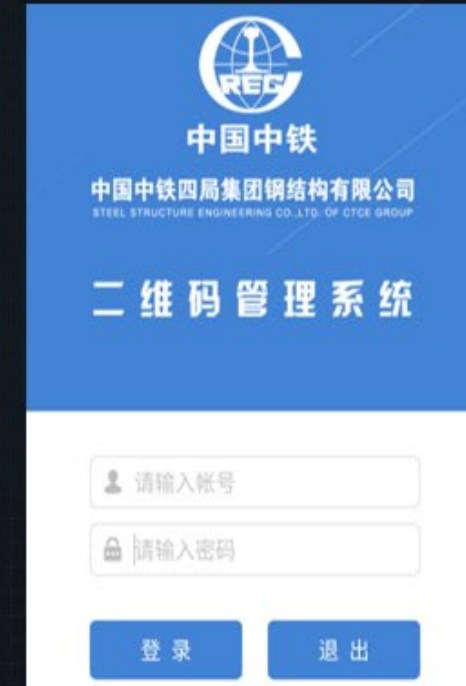 CREG
中国中铁
中国中铁四局集团钢结构有限公司
STEEL STRUCTURE ENGINEERING CO.,LTD. OF CTCE GROUP
二维码管理系统
请输入帐号
请输入密码
登录
退出